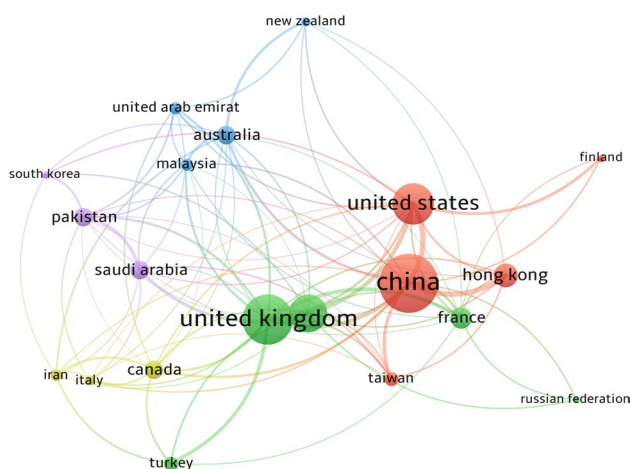 new zealand
united arab emirat
australia
malaysia
finland
south korea
united states
pakistan
saudi arabia
hong kong
china
united kingdom
france
canada
iran
italy
taiwan
russian federation
turkey